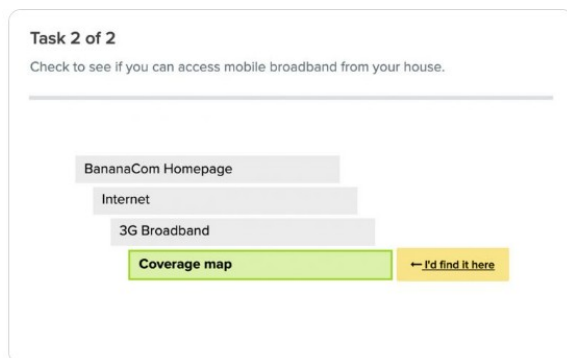 Task 2 of 2
Check to see if you can access mobile broadband from your house.
BananaCom Homepage
Internet
3G Broadband
Coverage map
← I'd find it here